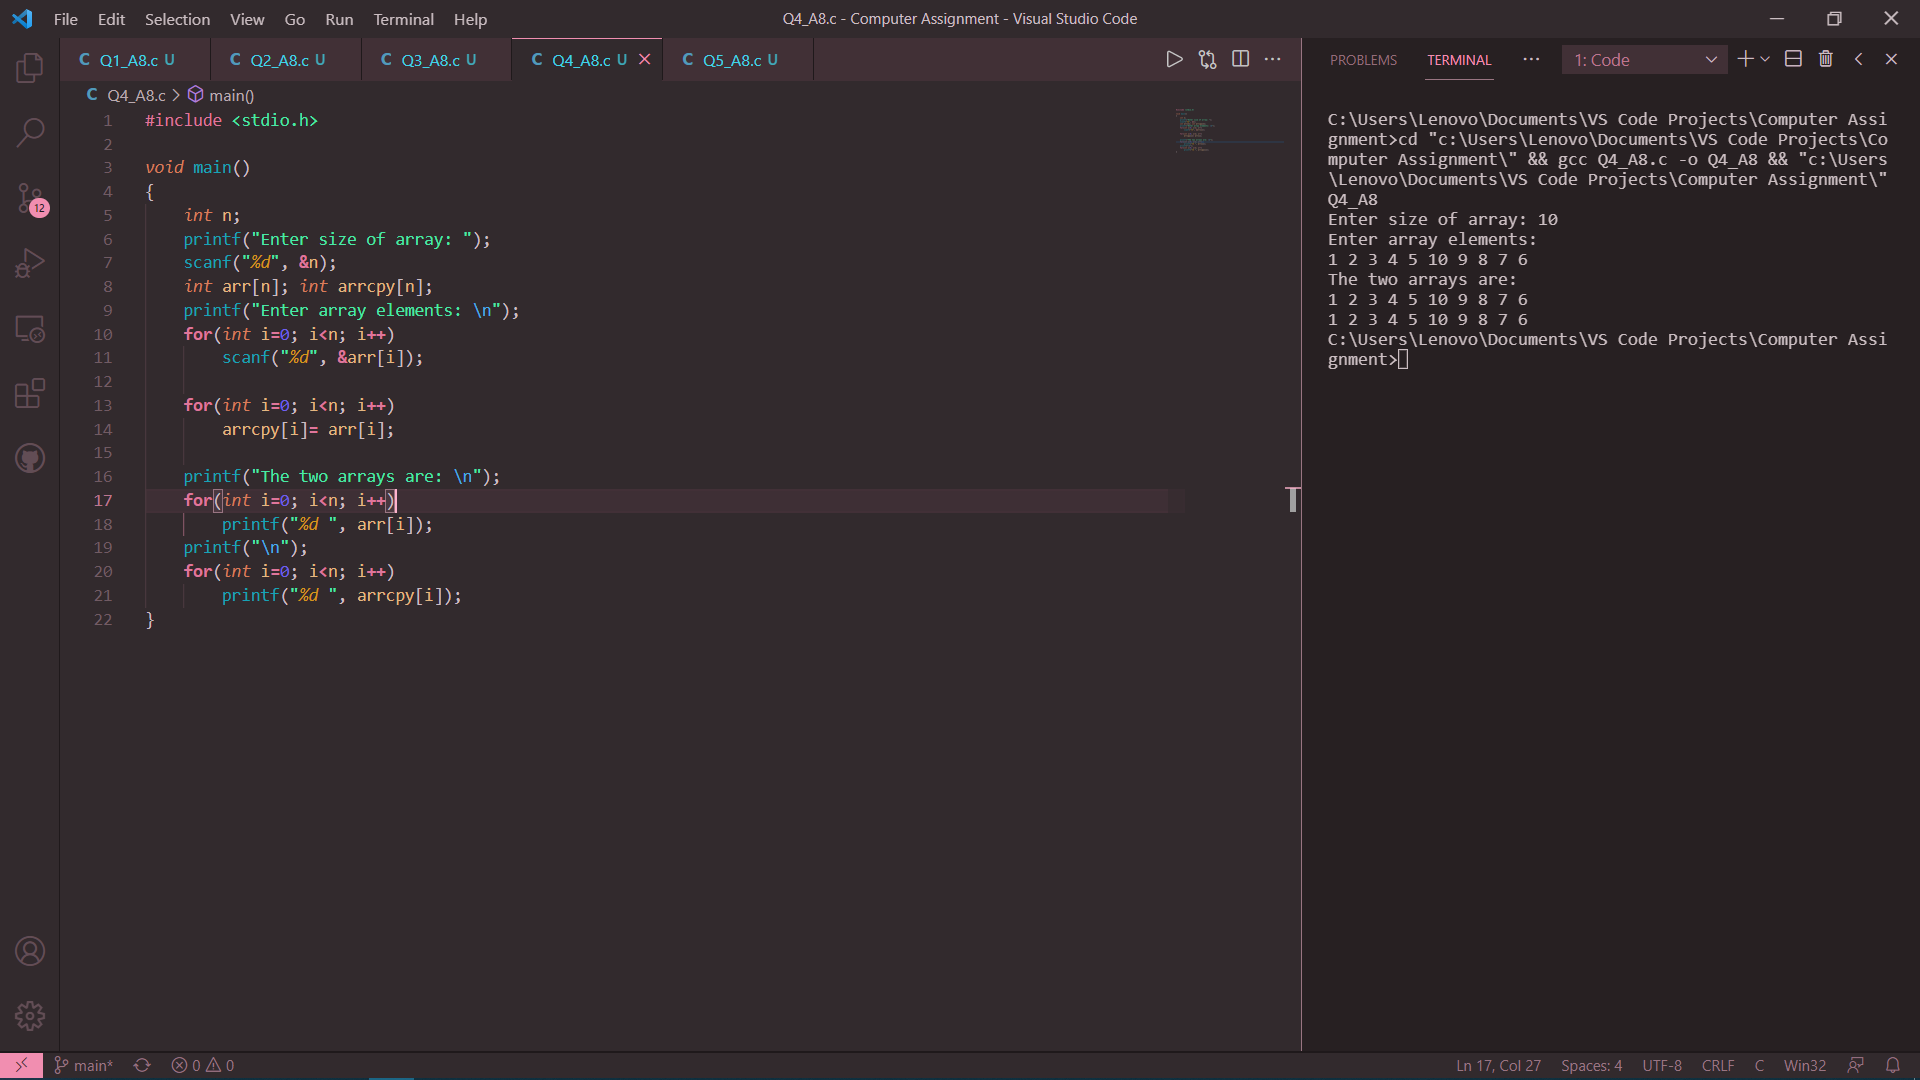 File Edit Selection View Go Run Terminal Help
Q4_A8.c - Computer Assignment - Visual Studio Code
C Q1_A8.c U C Q2_A8.c U C Q3_A8.c U C Q4_A8.c U C Q5_A8.c U
C Q4_A8.c > main()
1 #include <stdio.h>
2
3 void main()
4 {
5 int n;
6 printf("Enter size of array: ");
7 scanf("%d", &n);
8 int arr[n]; int arrcpy[n];
9 printf("Enter array elements: \n");
10 for(int i=0; i<n; i++)
11 scanf("%d", &arr[i]);
12
13 for(int i=0; i<n; i++)
14 arrcpy[i]= arr[i];
15
16 printf("The two arrays are: \n");
17 for(int i=0; i<n; i++)
18 printf("%d ", arr[i]);
19 printf("\n");
20 for(int i=0; i<n; i++)
21 printf("%d ", arrcpy[i]);
22 }
12
PROBLEMS TERMINAL ... 1: Code
C:\Users\Lenovo\Documents\VS Code Projects\Computer Assi
gnment>cd "c:\Users\Lenovo\Documents\VS Code Projects\Co
mputer Assignment\" && gcc Q4_A8.c -o Q4_A8 && "c:\Users
\Lenovo\Documents\VS Code Projects\Computer Assignment\"
Q4_A8
Enter size of array: 10
Enter array elements:
1 2 3 4 5 10 9 8 7 6
The two arrays are:
1 2 3 4 5 10 9 8 7 6
1 2 3 4 5 10 9 8 7 6
C:\Users\Lenovo\Documents\VS Code Projects\Computer Assi
gnment>
main* 0 0 Ln 17, Col 27 Spaces: 4 UTF-8 CRLF C Win32